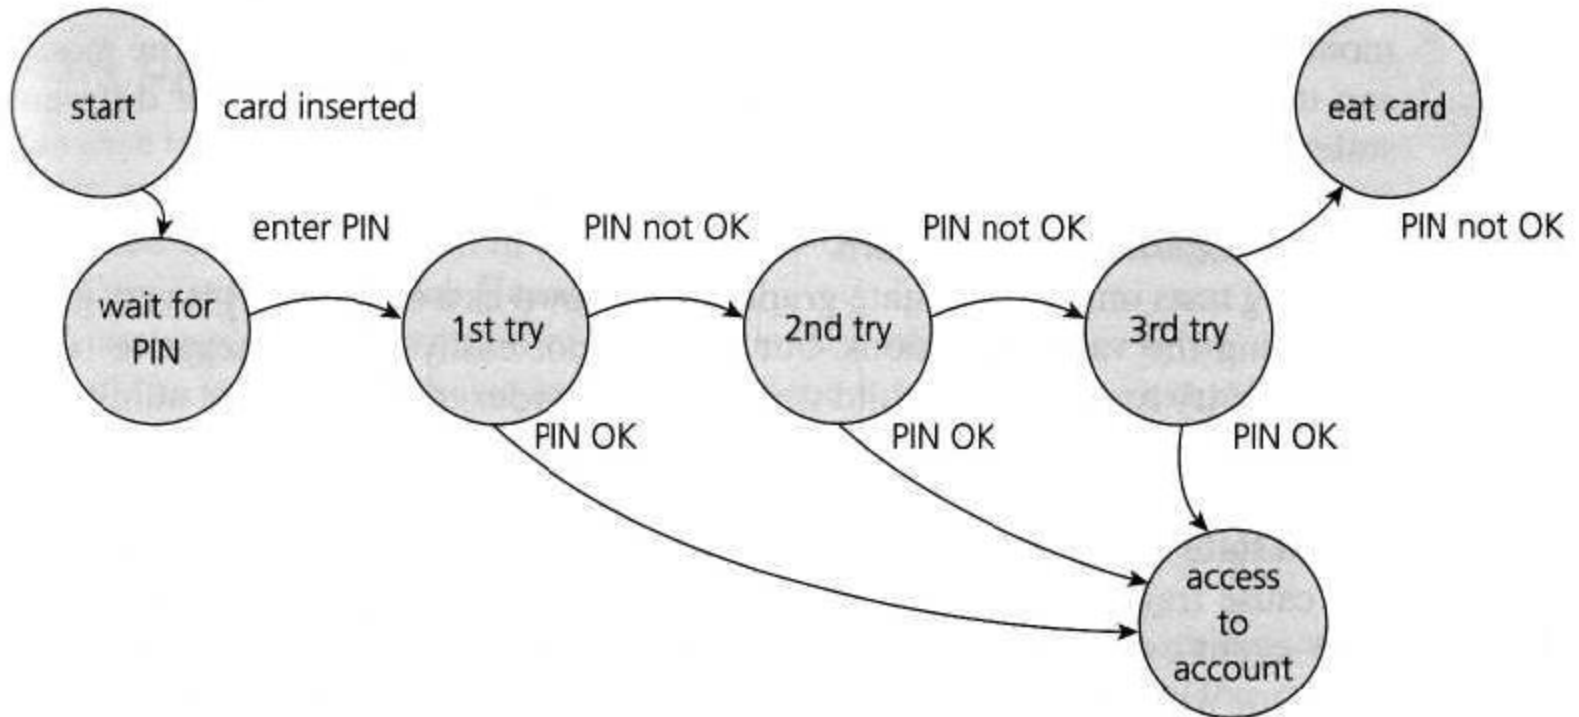 start
card inserted
eat card
enter PIN
PIN not OK
PIN not OK
PIN not OK
wait for
PIN
1st try
2nd try
3rd try
PIN OK
PIN OK
PIN OK
access
to
account